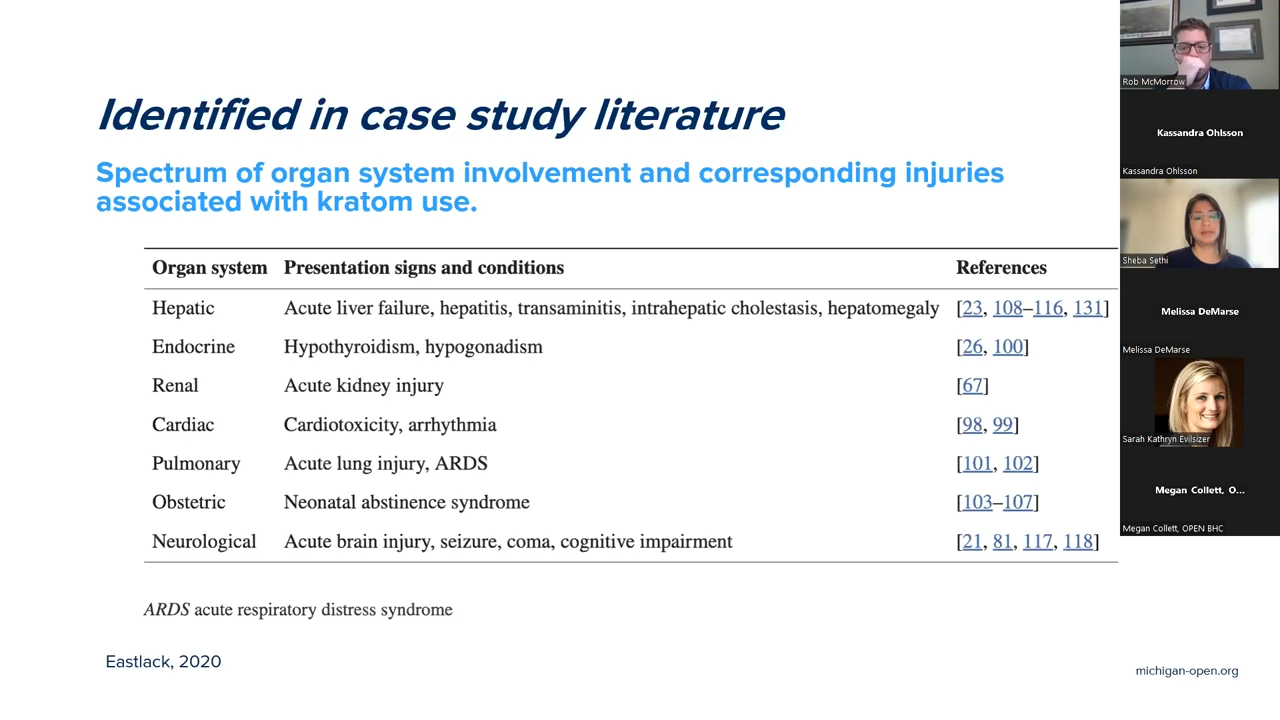 Identified in case study literature
Spectrum of organ system involvement and corresponding injuries
associated with kratom use.
Organ system Presentation signs and conditions References
Hepatic Acute liver failure, hepatitis, transaminitis, intrahepatic cholestasis, hepatomegaly [23, 108–116, 131]
Endocrine Hypothyroidism, hypogonadism [26, 100]
Renal Acute kidney injury [67]
Cardiac Cardiotoxicity, arrhythmia [98, 99]
Pulmonary Acute lung injury, ARDS [101, 102]
Obstetric Neonatal abstinence syndrome [103–107]
Neurological Acute brain injury, seizure, coma, cognitive impairment [21, 81, 117, 118]
ARDS acute respiratory distress syndrome
Eastlack, 2020
michigan-open.org
Rob McMorrow
Kassandra Ohlsson
Kassandra Ohlsson
Sheba Sethi
Melissa DeMarse
Melissa DeMarse
Sarah Kathryn Evilsizer
Megan Collett, O...
Megan Collett, OPEN BHC